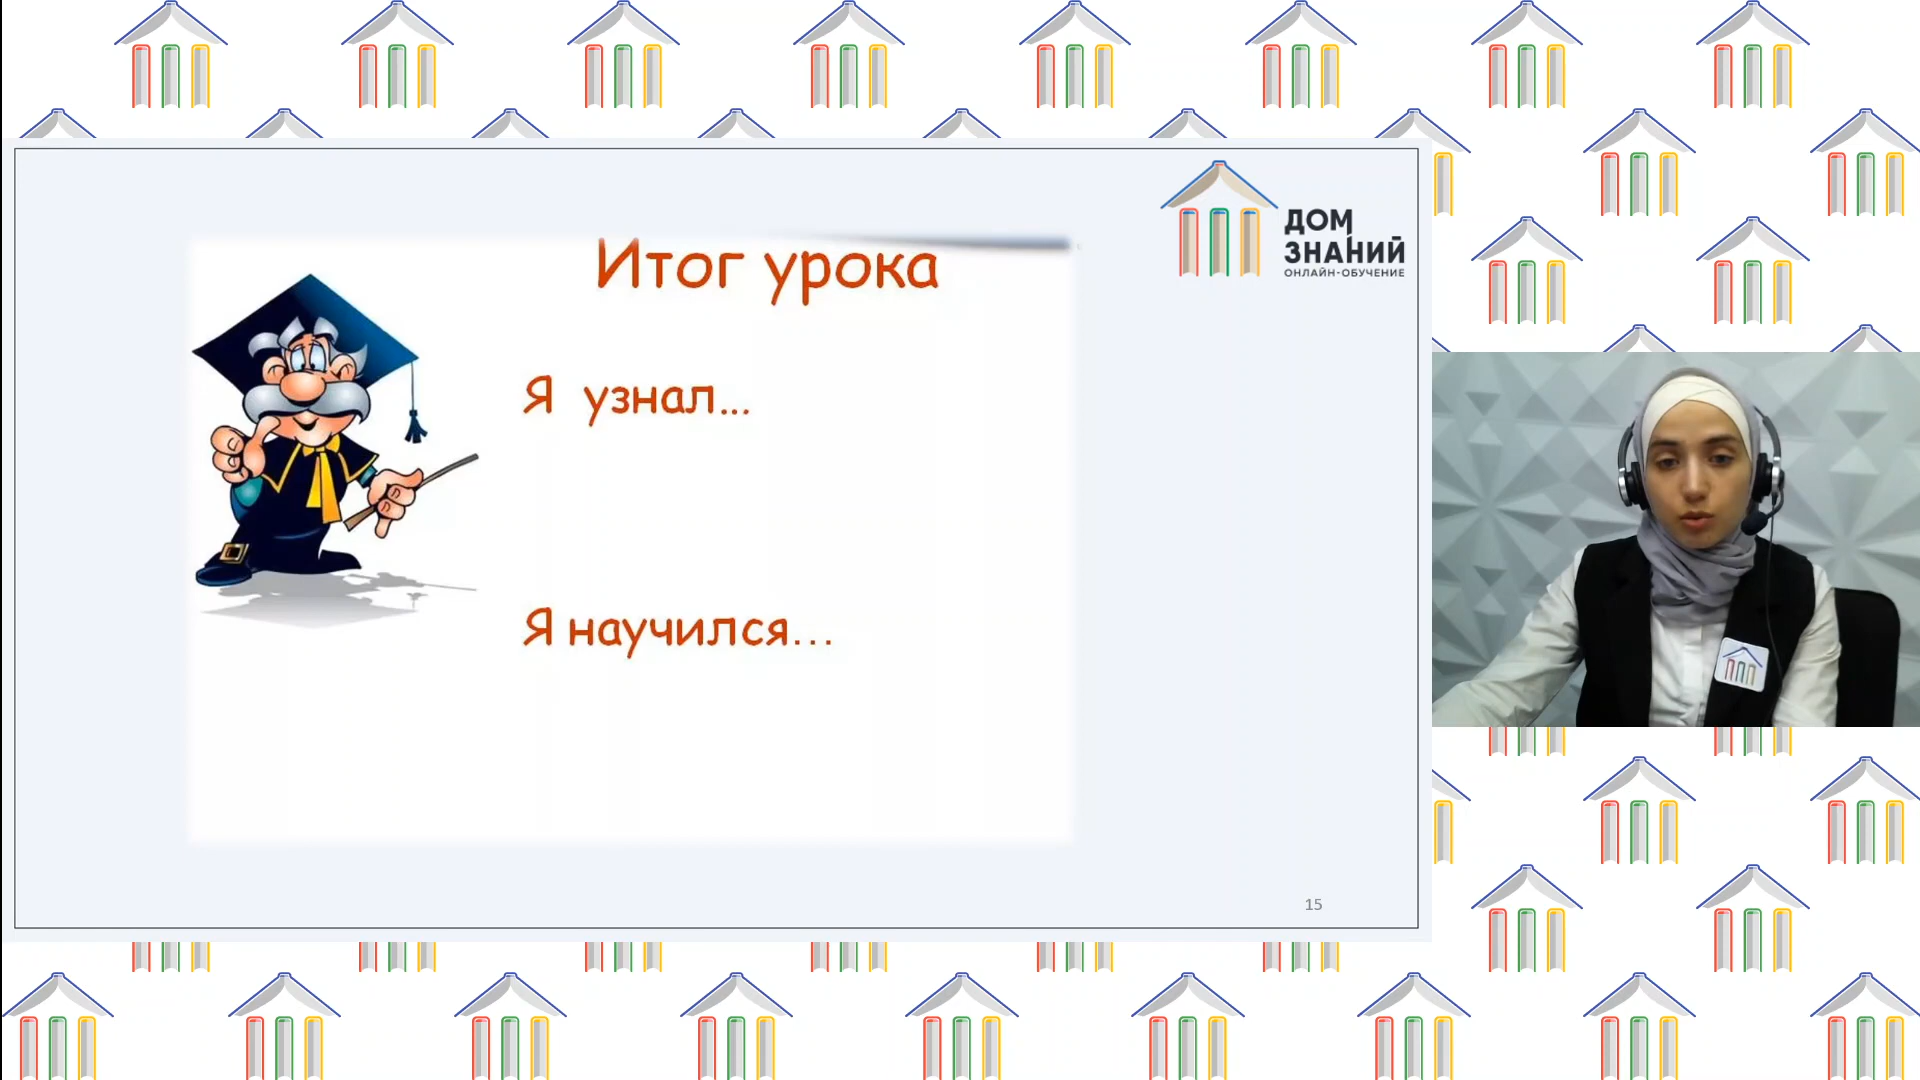 ДОМ
ЗНАНИЙ
ОНЛАЙН-ОБУЧЕНИЕ
Итог урока
Я узнал...
Я научился...
15